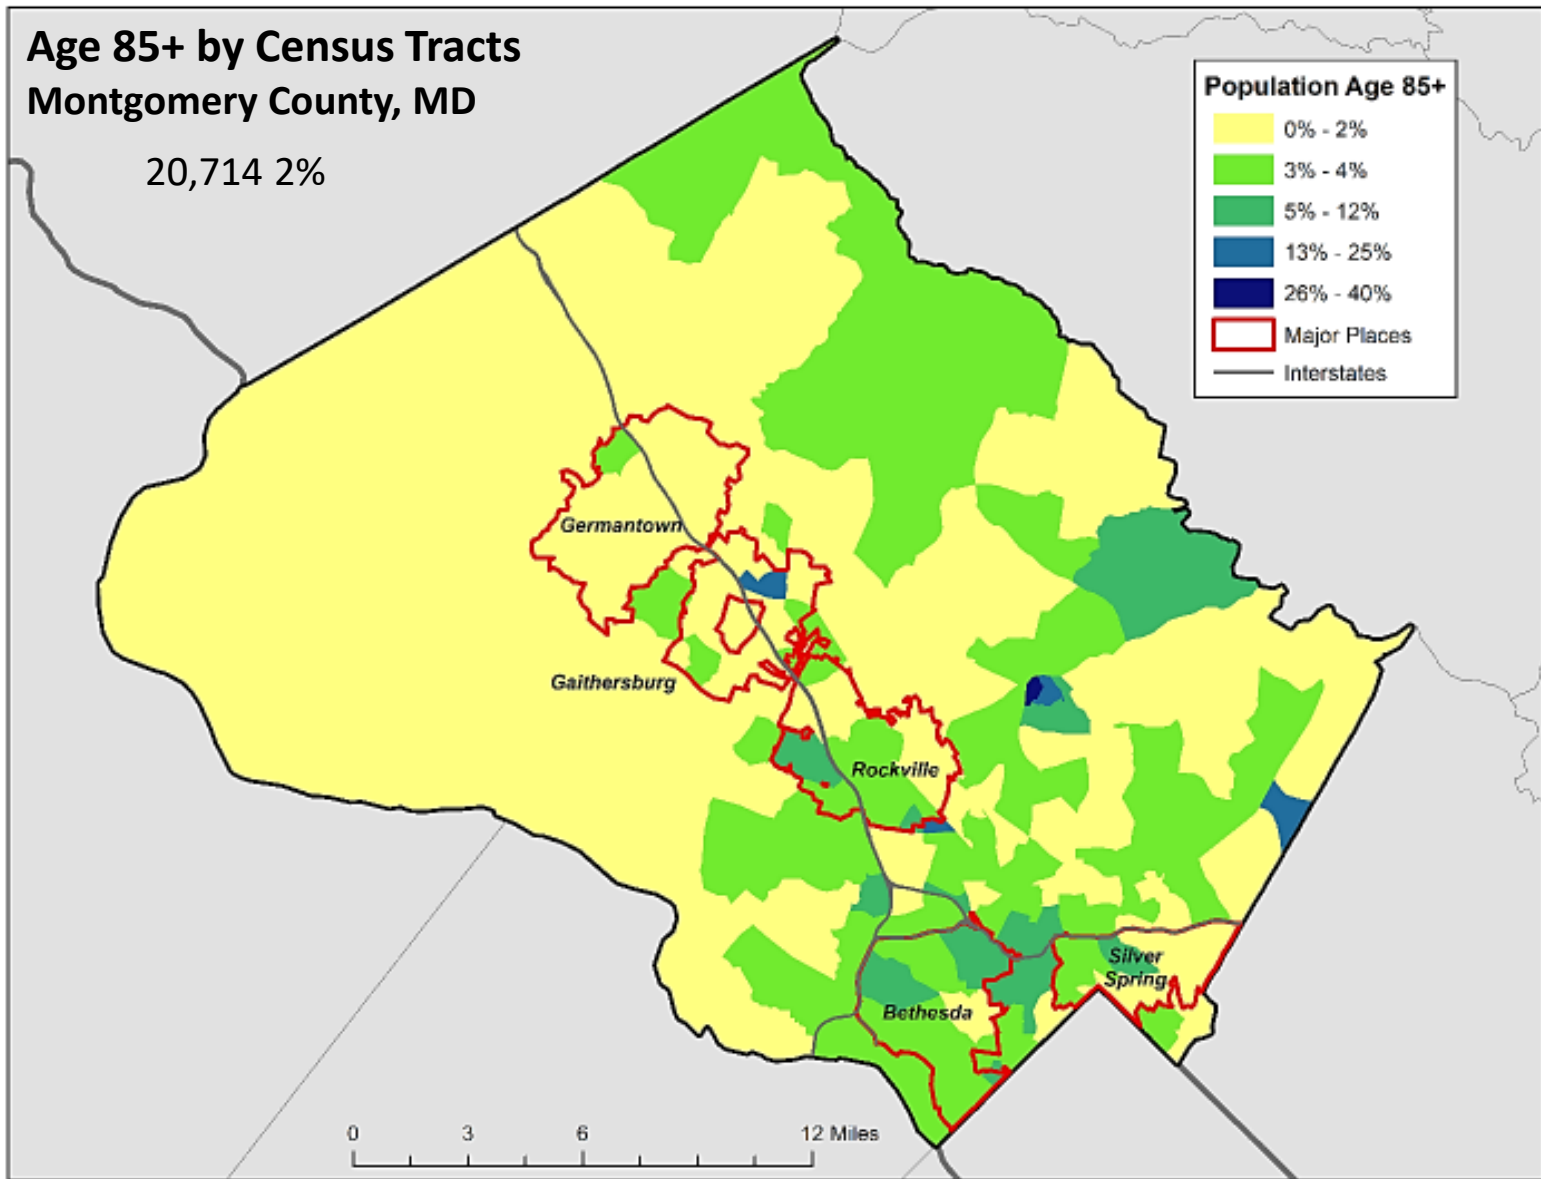 Age 85+ by Census Tracts
Montgomery County, MD
20,714 2%
Population Age 85+
0% - 2%
3% - 4%
5% - 12%
13% - 25%
26% - 40%
Major Places
Interstates
Germantown
Gaithersburg
Rockville
Silver
Spring
Bethesda
0 3 6 12 Miles